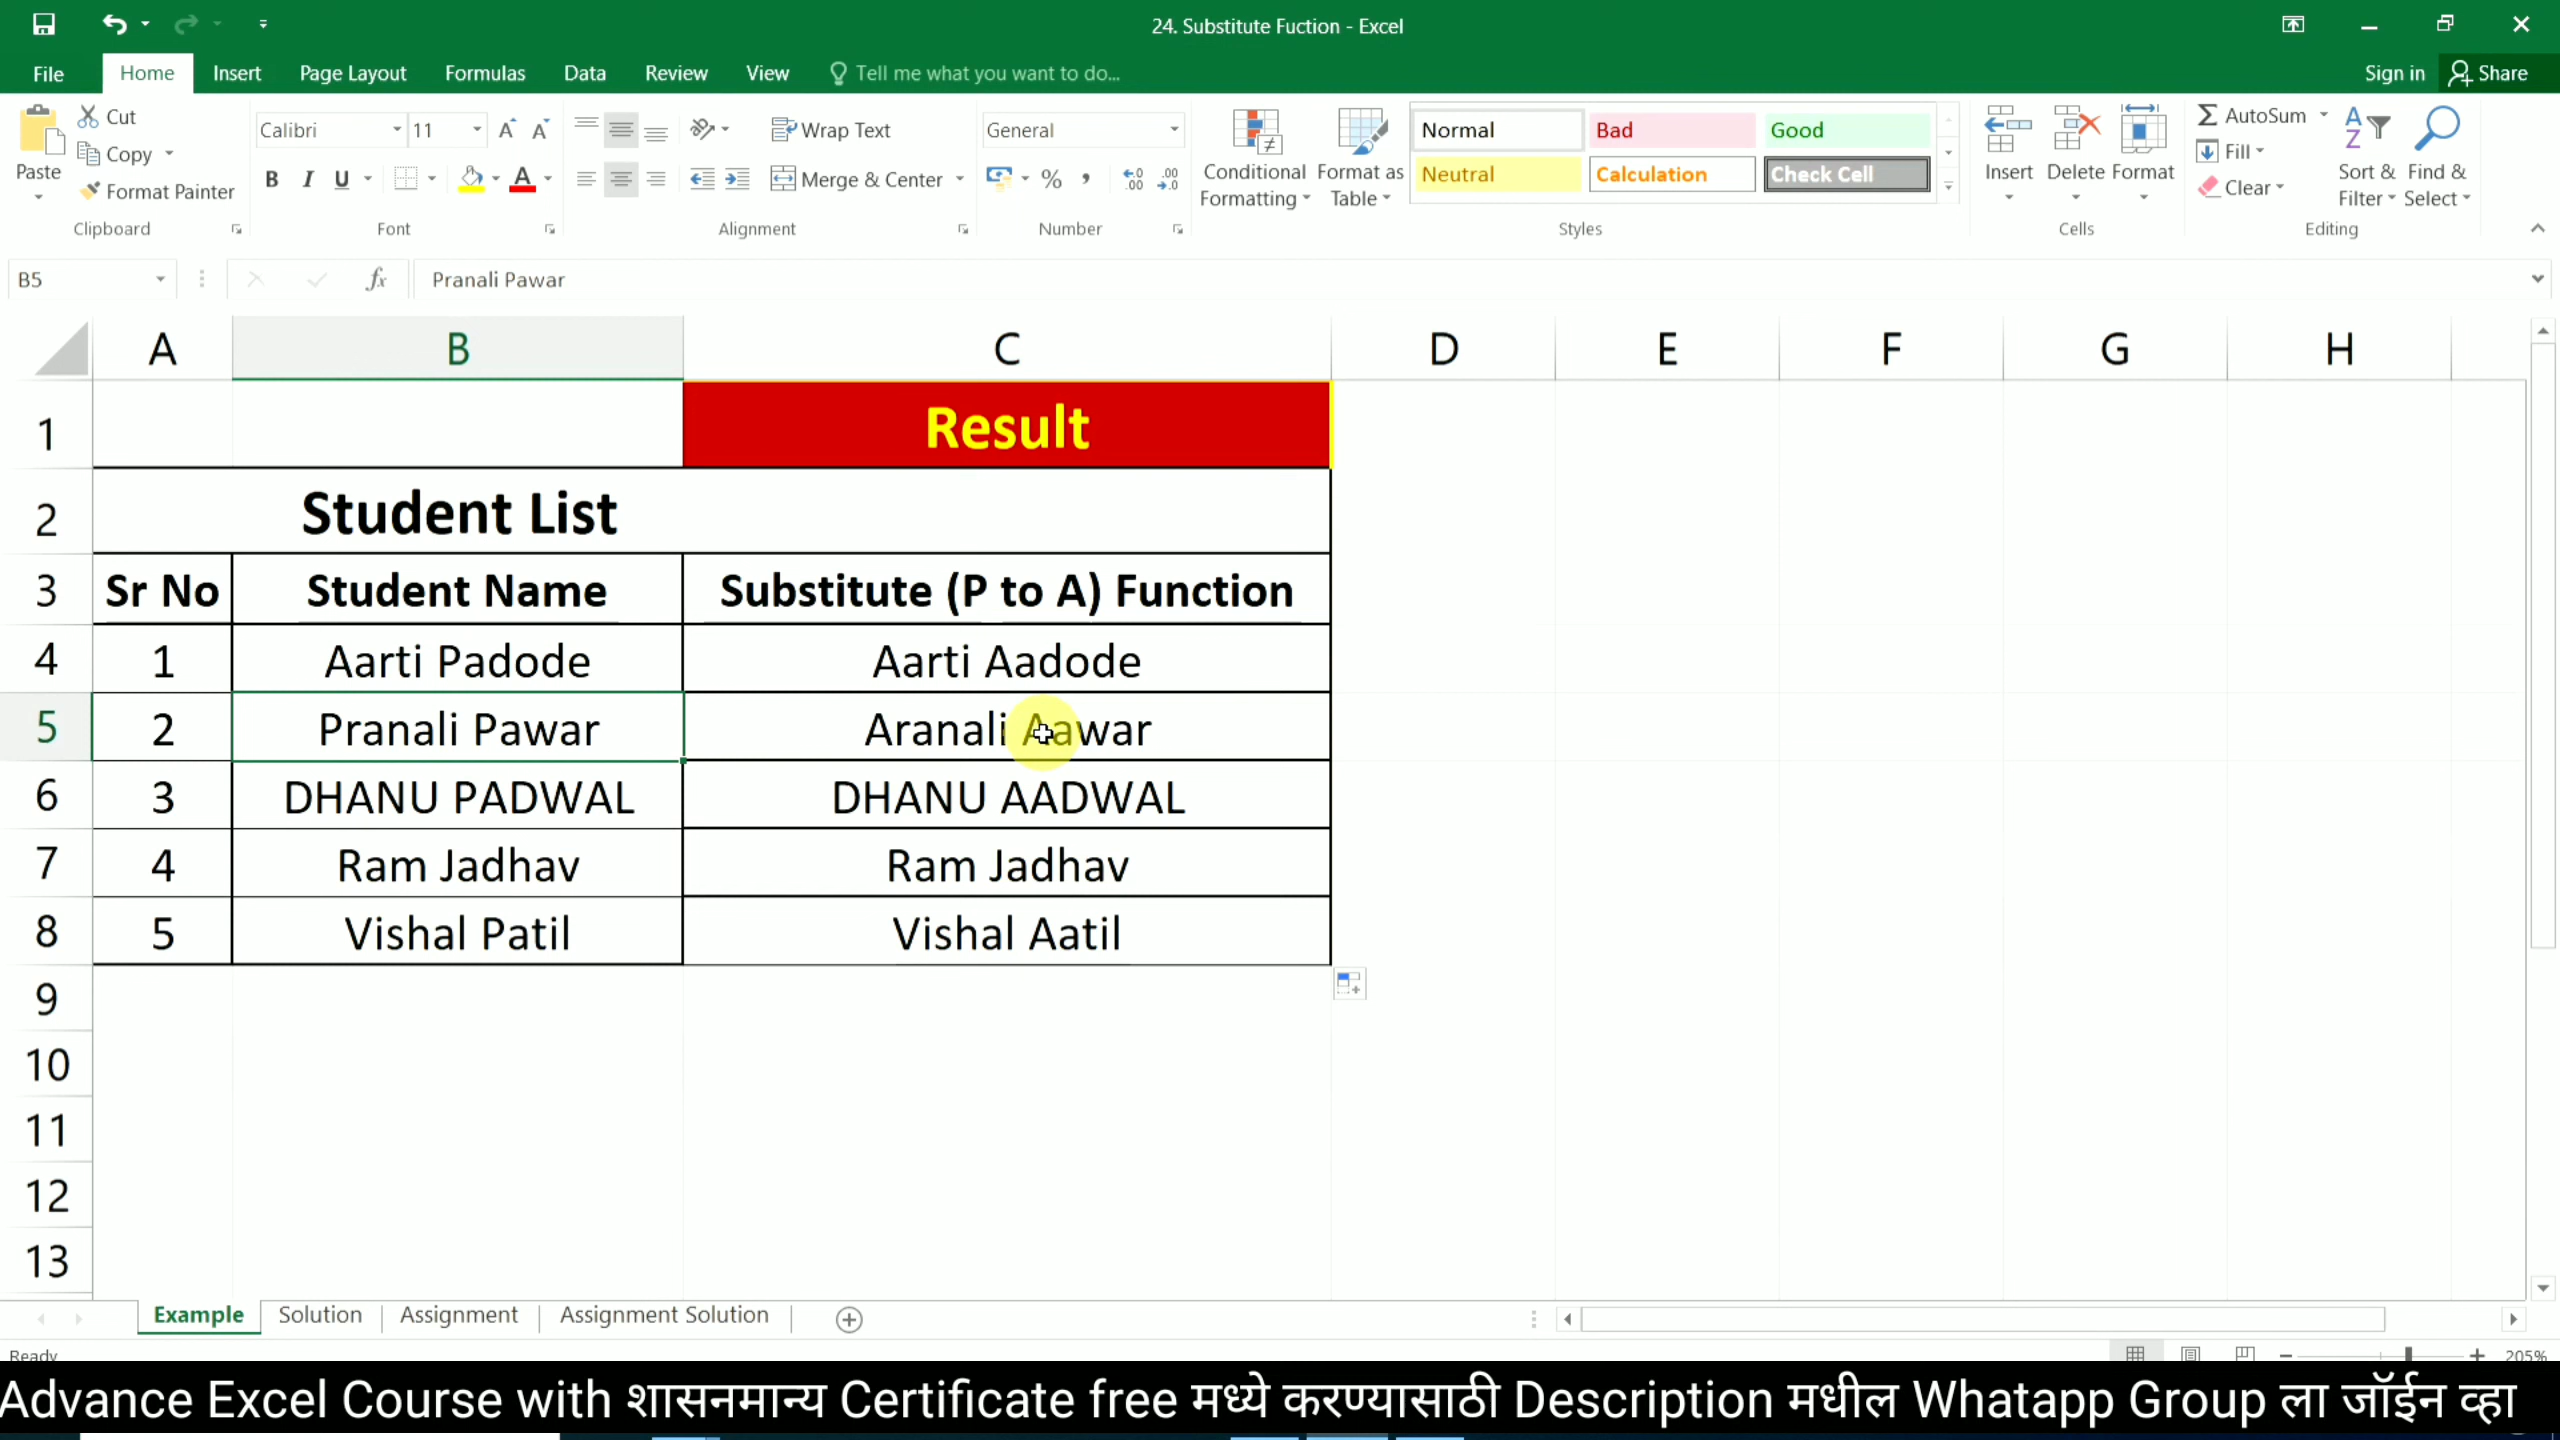 24. Substitute Fuction - Excel
File Home Insert Page Layout Formulas Data Review View Tell me what you want to do... Sign in Share
Paste Cut Copy Format Painter Clipboard
Calibri 11 B I U A Font
Wrap Text Merge & Center Alignment
General % , Number
Conditional Formatting Format as Table
Normal Bad Good
Neutral Calculation Check Cell
Styles
Insert Delete Format Cells
AutoSum Fill Clear Sort & Filter Find & Select Editing
B5 fx Pranali Pawar
A B C D E F G H
1 Result
2 Student List
3 Sr No Student Name Substitute (P to A) Function
4 1 Aarti Padode Aarti Aadode
5 2 Pranali Pawar Aranali Aawar
6 3 DHANU PADWAL DHANU AADWAL
7 4 Ram Jadhav Ram Jadhav
8 5 Vishal Patil Vishal Aatil
9
10
11
12
13
Example Solution Assignment Assignment Solution
Ready 205%
Advance Excel Course with शासनमान्य Certificate free मध्ये करण्यासाठी Description मधील Whatapp Group ला जॉईन व्हा